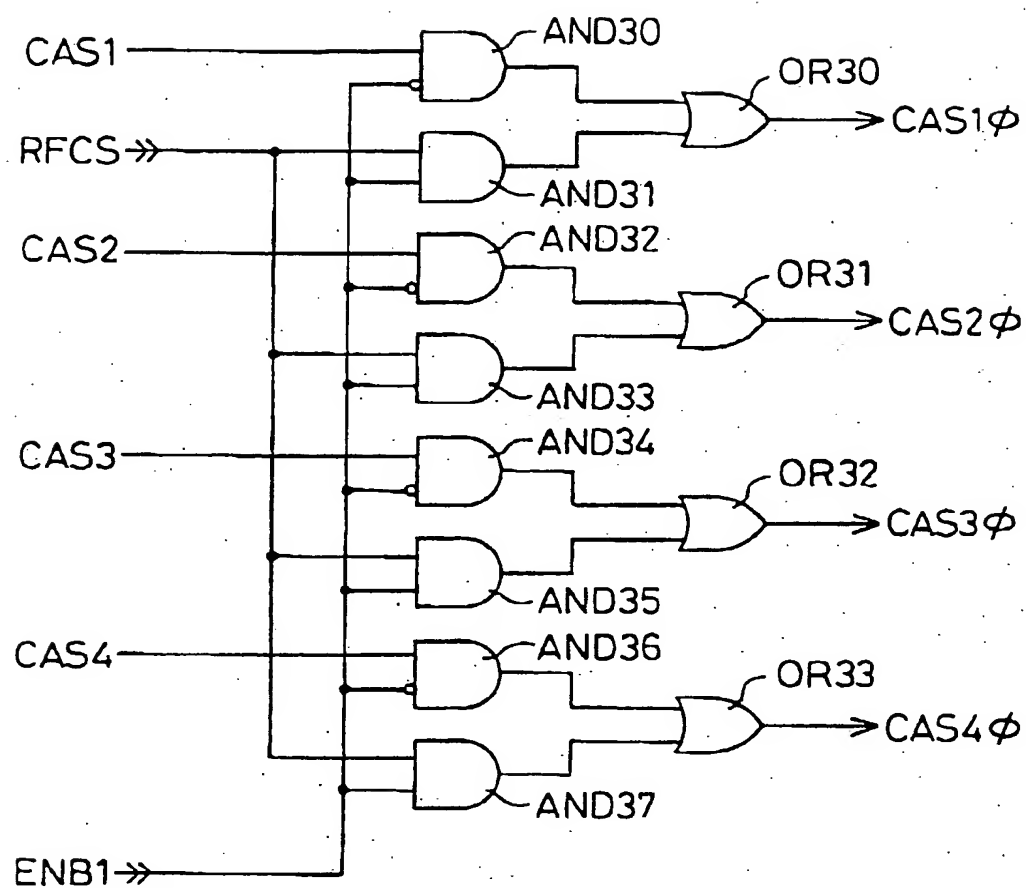 AND30
CAS1
OR30
CAS1φ
RFCS
AND31
AND32
CAS2
OR31
CAS2φ
AND33
AND34
CAS3
OR32
CAS3φ
AND35
AND36
CAS4
OR33
CAS4φ
AND37
ENB1